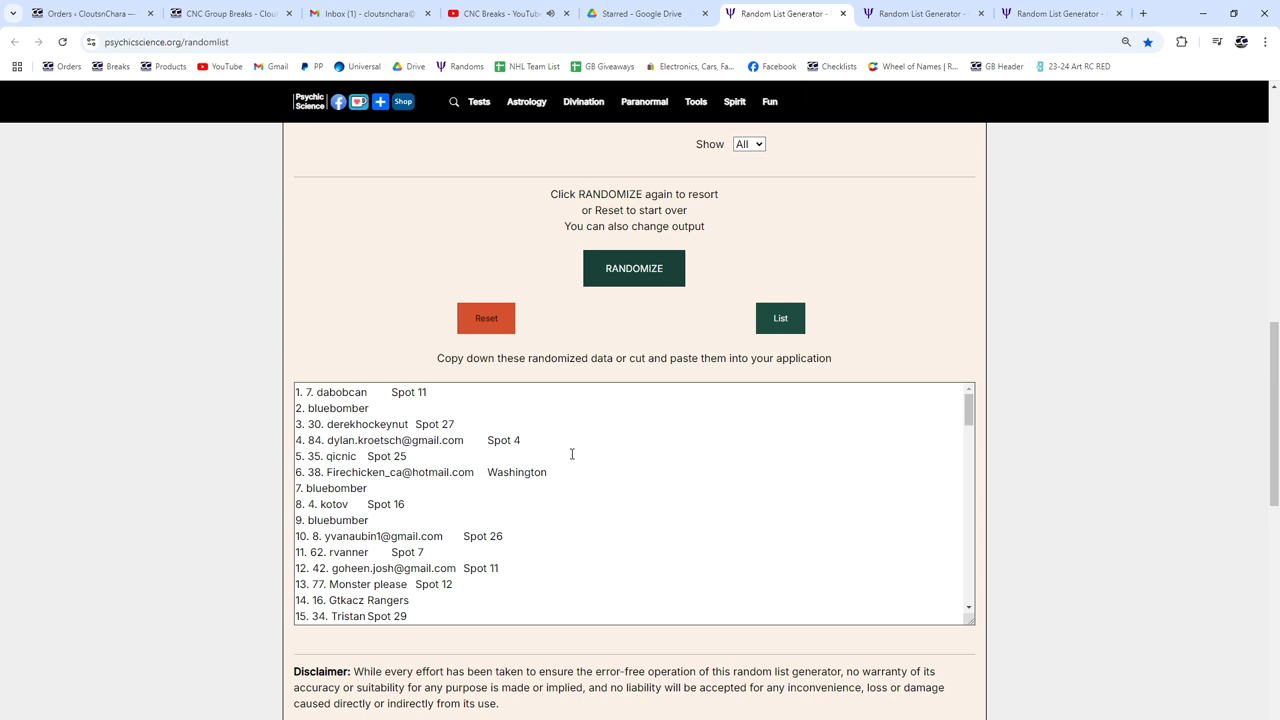 Orders ‹ CloutsnChara —
CNC Group Breaks - Clou
Inbox (1) - cloutsnchara@
CNC Breaks - YouTube
Starred - Google Drive
Random List Generator -
Random List Generator -
Random List Generator -
psychicscience.org/randomlist
Orders
Breaks
Products
YouTube
Gmail
PP
Universal
Drive
Randoms
NHL Team List
GB Giveaways
Electronics, Cars, Fa...
Facebook
Checklists
Wheel of Names | R...
GB Header
23-24 Art RC RED
Psychic
Science
Shop
Tests
Astrology
Divination
Paranormal
Tools
Spirit
Fun
Show All
Click RANDOMIZE again to resort
or Reset to start over
You can also change output
RANDOMIZE
Reset
List
Copy down these randomized data or cut and paste them into your application
1. 7. dabobcan Spot 11
2. bluebomber
3. 30. derekhockeynut Spot 27
4. 84. dylan.kroetsch@gmail.com Spot 4
5. 35. qicnic Spot 25
6. 38. Firechicken_ca@hotmail.com Washington
7. bluebomber
8. 4. kotov Spot 16
9. bluebumber
10. 8. yvanaubin1@gmail.com Spot 26
11. 62. rvanner Spot 7
12. 42. goheen.josh@gmail.com Spot 11
13. 77. Monster please Spot 12
14. 16. Gtkacz Rangers
15. 34. Tristan Spot 29
Disclaimer: While every effort has been taken to ensure the error-free operation of this random list generator, no warranty of its
accuracy or suitability for any purpose is made or implied, and no liability will be accepted for any inconvenience, loss or damage
caused directly or indirectly from its use.